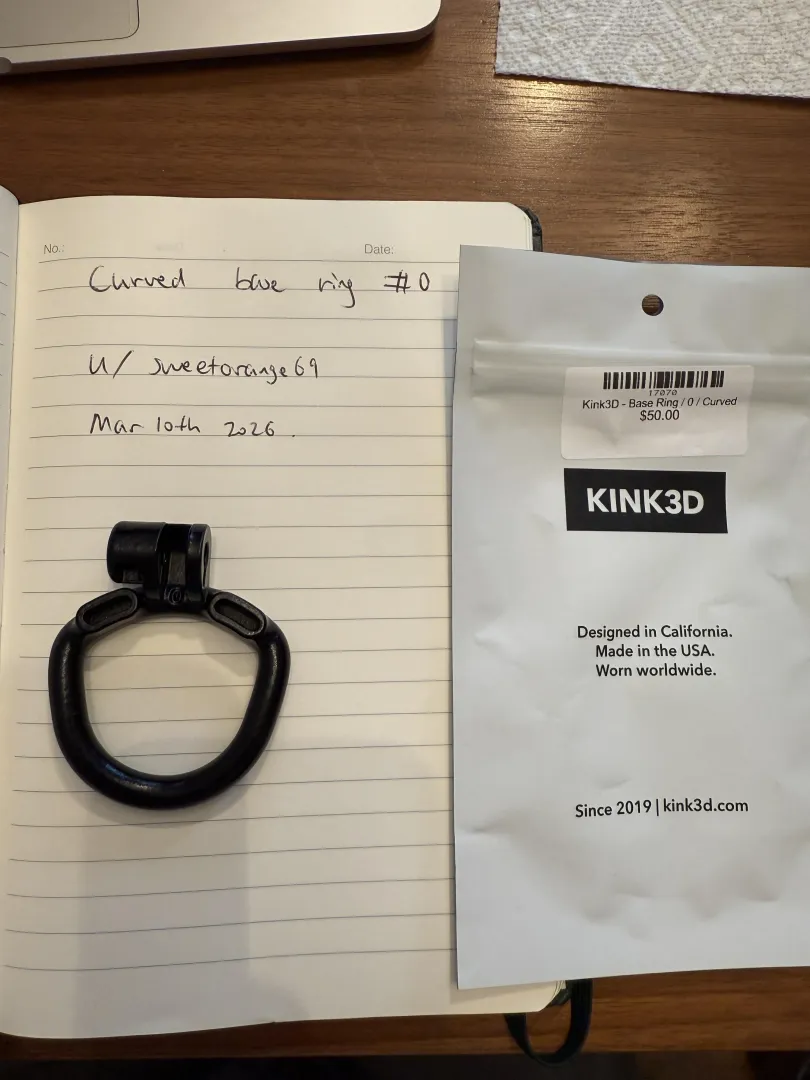 No.:
Date:
Curved base ring #0
u/sweetorange69
Mar 10th 2026.
0
17070
Kink3D - Base Ring / 0 / Curved
$50.00
KINK3D
Designed in California.
Made in the USA.
Worn worldwide.
Since 2019 | kink3d.com